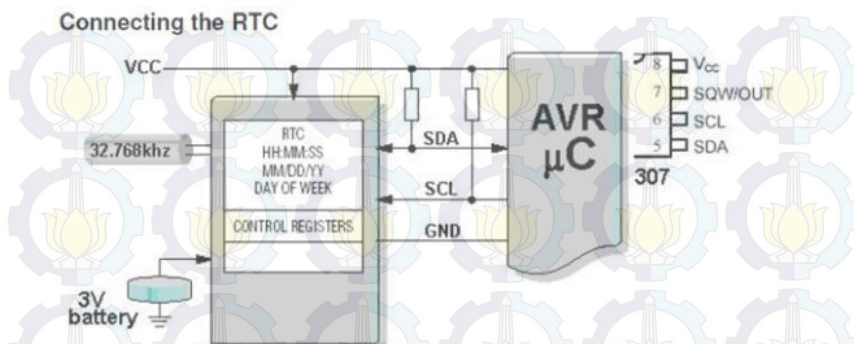 Connecting the RTC
VCC
32.768khz
RTC
HH:MM:SS
MM/DD/YY
DAY OF WEEK
CONTROL REGISTERS
3V
battery
SDA
SCL
GND
AVR
µC
8 Vcc
7 SQW/OUT
6 SCL
5 SDA
307